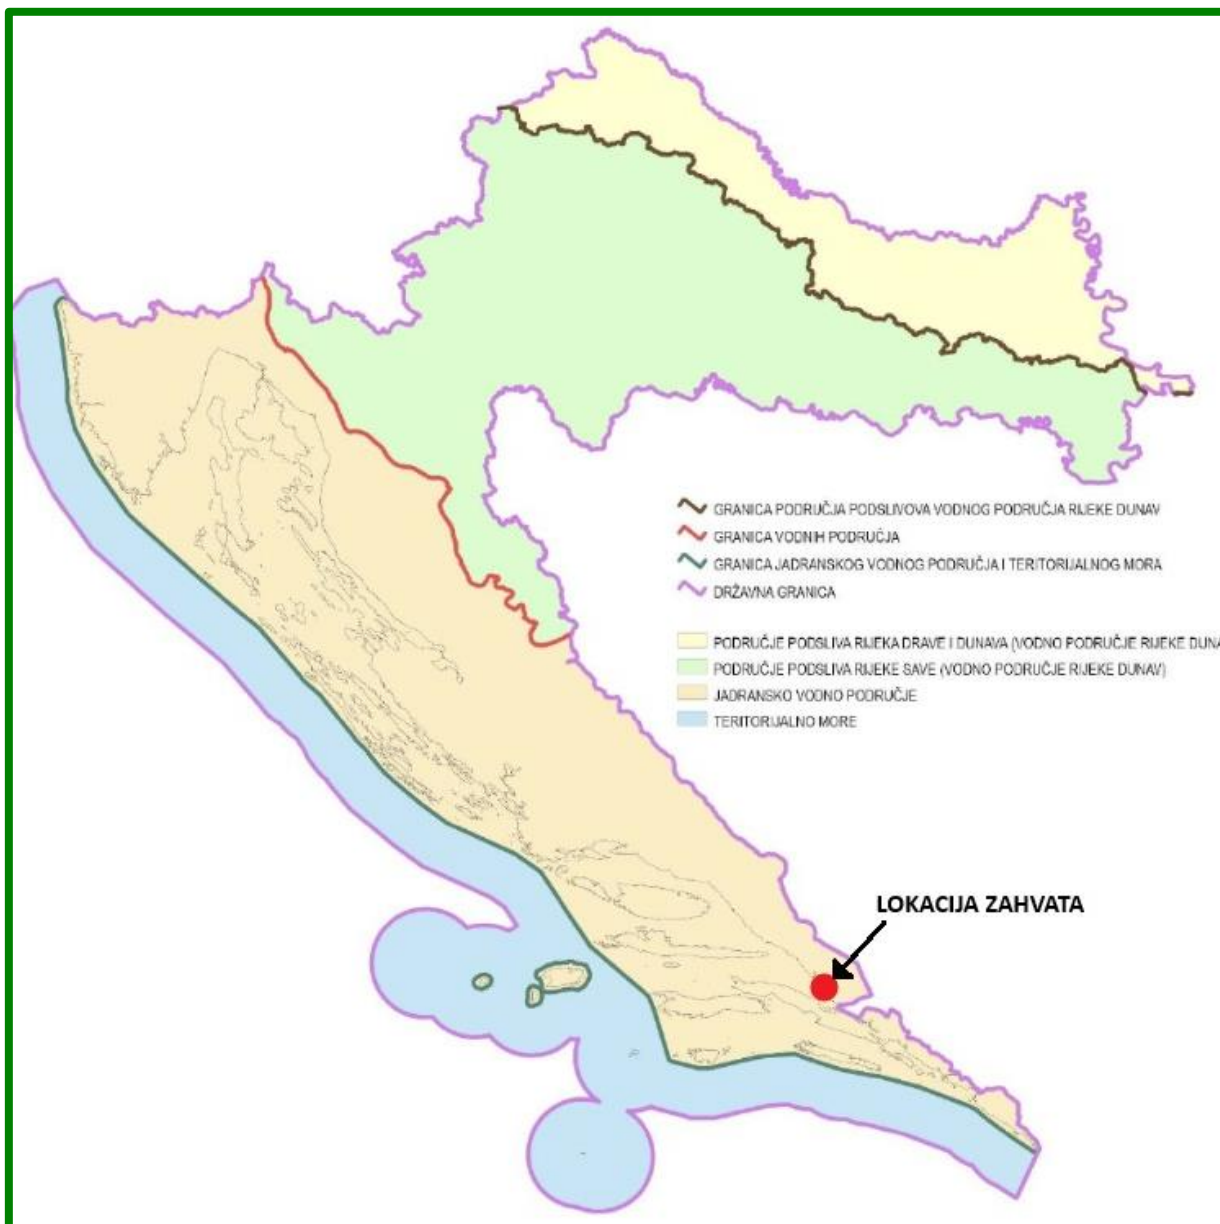 GRANICA PODRUČJA PODSLIVOVA VODNOG PODRUČJA RIJEKE DUNAV
GRANICA VODNIH PODRUČJA
GRANICA JADRANSKOG VODNOG PODRUČJA I TERITORIJALNOG MORA
DRŽAVNA GRANICA
PODRUČJE PODSLIVA RIJEKA DRAVE I DUNAVA (VODNO PODRUČJE RIJEKE DUNA
PODRUČJE PODSLIVA RIJEKE SAVE (VODNO PODRUČJE RIJEKE DUNAV)
JADRANSKO VODNO PODRUČJE
TERITORIJALNO MORE
LOKACIJA ZAHVATA